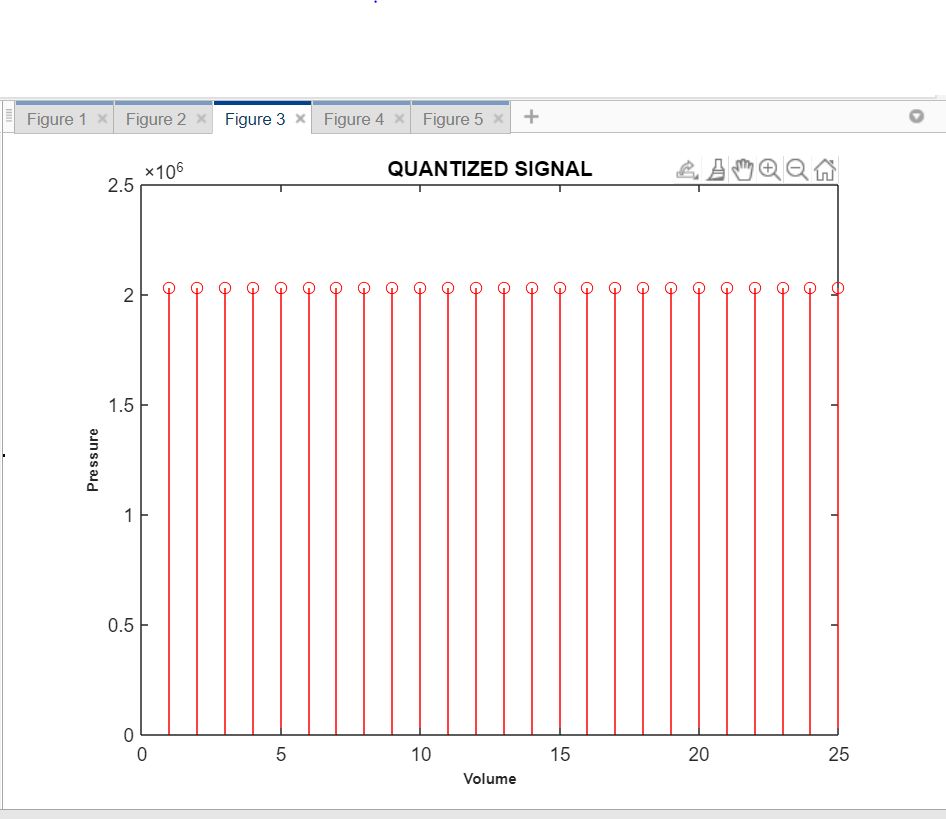 Figure 1 × Figure 2 × Figure 3 × Figure 4 × Figure 5 × +
QUANTIZED SIGNAL
×10⁶
2.5
2
1.5
1
0.5
0
Pressure
0 5 10 15 20 25
Volume